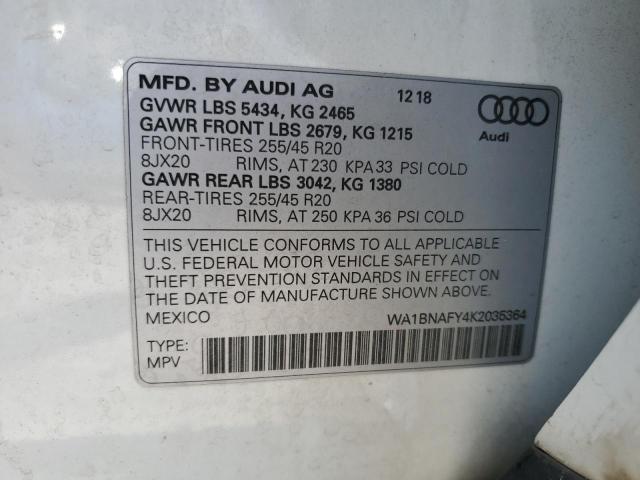 MFD. BY AUDI AG 12 18
GVWR LBS 5434, KG 2465
GAWR FRONT LBS 2679, KG 1215
FRONT-TIRES 255/45 R20
8JX20 RIMS, AT 230 KPA 33 PSI COLD
GAWR REAR LBS 3042, KG 1380
REAR-TIRES 255/45 R20
8JX20 RIMS, AT 250 KPA 36 PSI COLD
Audi
THIS VEHICLE CONFORMS TO ALL APPLICABLE
U.S. FEDERAL MOTOR VEHICLE SAFETY AND
THEFT PREVENTION STANDARDS IN EFFECT ON
THE DATE OF MANUFACTURE SHOWN ABOVE.
MEXICO WA1BNAFY4K2035364
TYPE:
MPV